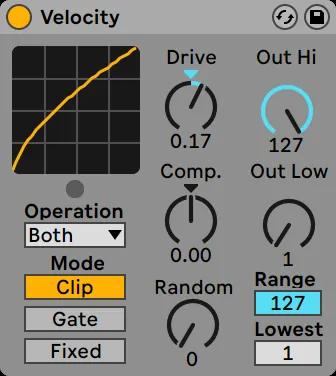 Velocity
Drive
Out Hi
0.17
127
Comp.
Out Low
Operation
Both
0.00
1
Mode
Clip
Random
Range
127
Gate
Lowest
Fixed
0
1